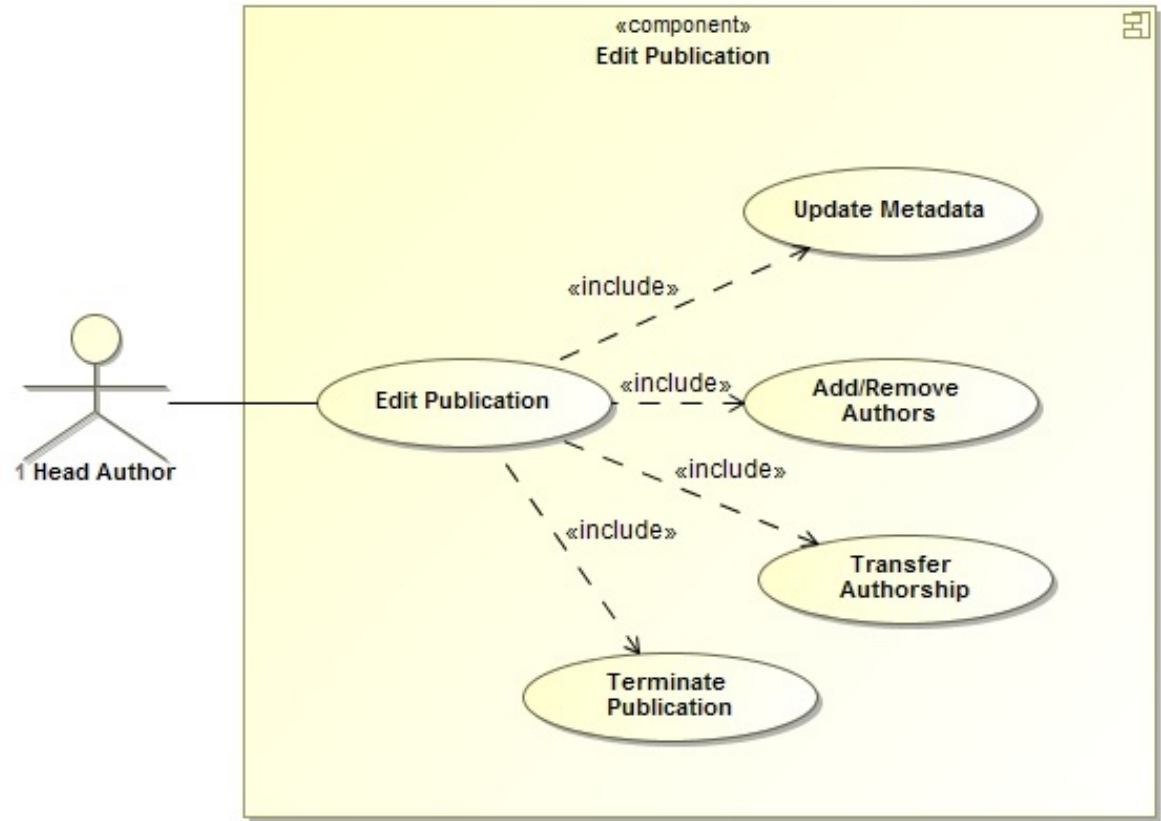 «component»
Edit Publication
Update Metadata
«include»
Edit Publication
«include»
Add/Remove
Authors
1 Head Author
«include»
«include»
Transfer
Authorship
Terminate
Publication